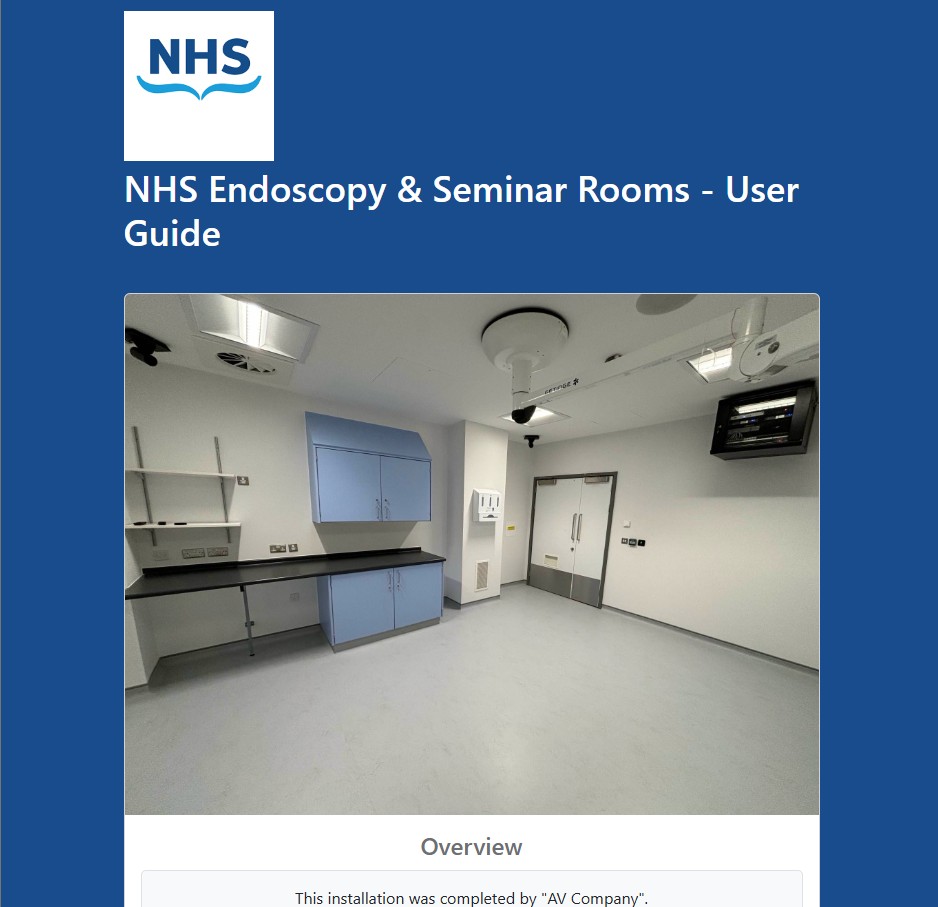 NHS
NHS Endoscopy & Seminar Rooms - User
Guide
Overview
This installation was completed by "AV Company".